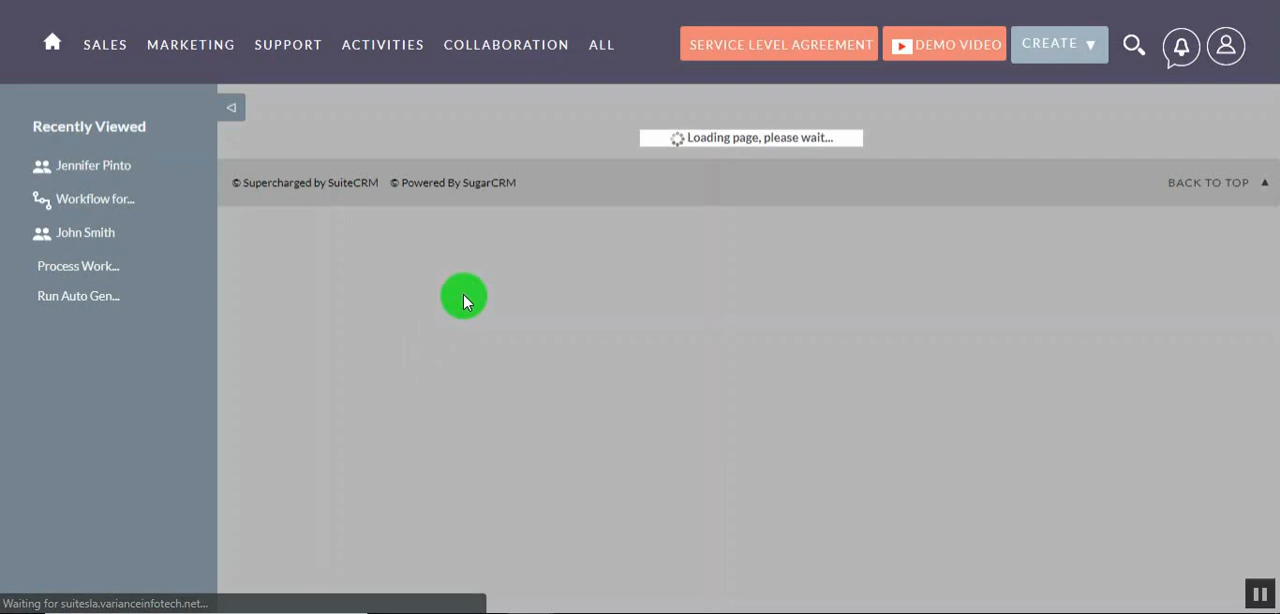 SALES MARKETING SUPPORT ACTIVITIES COLLABORATION ALL SERVICE LEVEL AGREEMENT DEMO VIDEO CREATE ▼
Recently Viewed
Loading page, please wait...
Jennifer Pinto
© Supercharged by SuiteCRM © Powered By SugarCRM BACK TO TOP ▲
Workflow for...
John Smith
Process Work...
Run Auto Gen...
Waiting for suitesla.varianceinfotech.net...